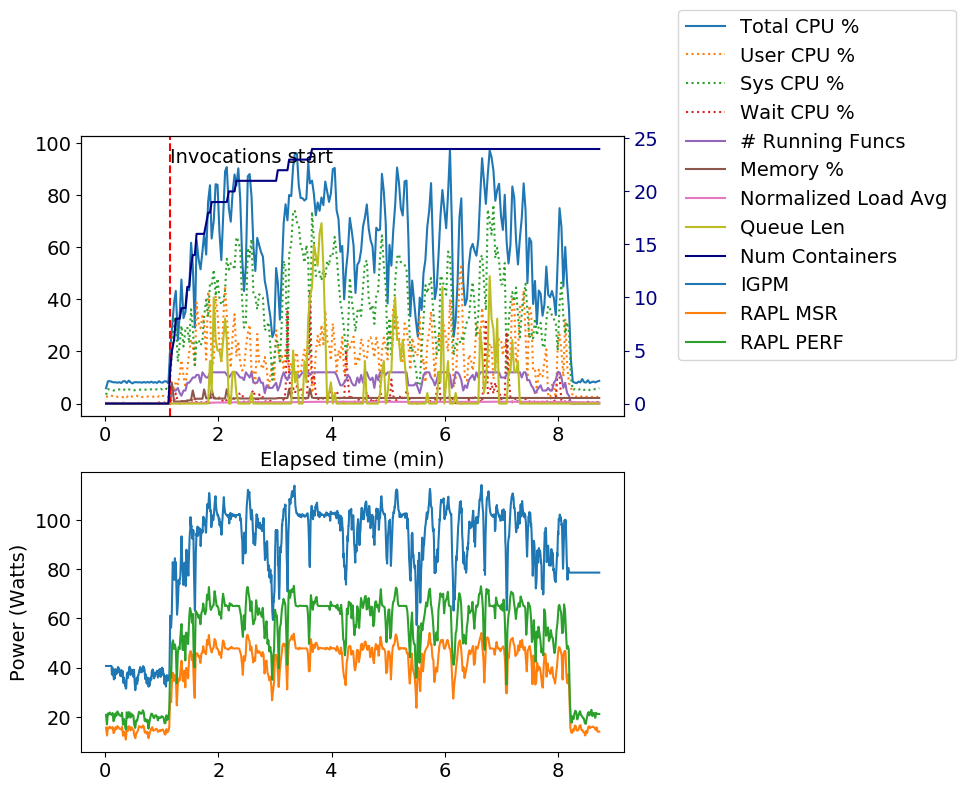 Total CPU %
User CPU %
Sys CPU %
Wait CPU %
# Running Funcs
Memory %
Normalized Load Avg
Queue Len
Num Containers
IGPM
RAPL MSR
RAPL PERF
Invocations start
100
80
60
40
20
0
25
20
15
10
5
0
0 2 4 6 8
Elapsed time (min)
Power (Watts)
100
80
60
40
20
0 2 4 6 8